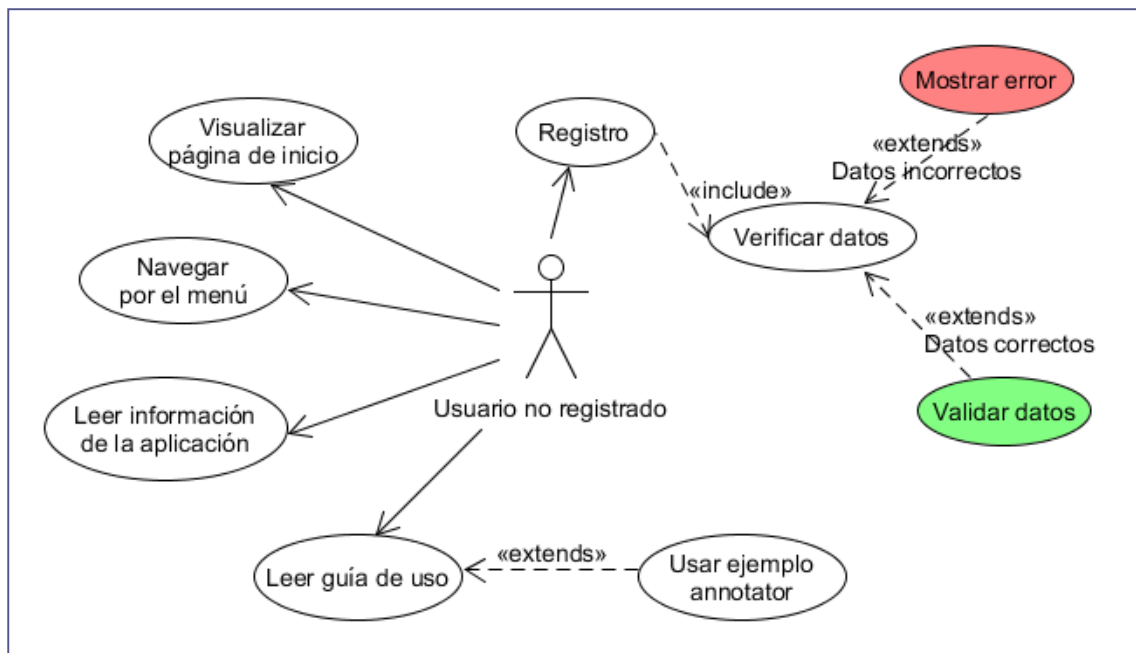 Mostrar error
Visualizar
página de inicio
Registro
«extends»
Datos incorrectos
«include»
Verificar datos
Navegar
por el menú
«extends»
Datos correctos
Leer información
de la aplicación
Usuario no registrado
Validar datos
«extends»
Leer guía de uso
Usar ejemplo
annotator